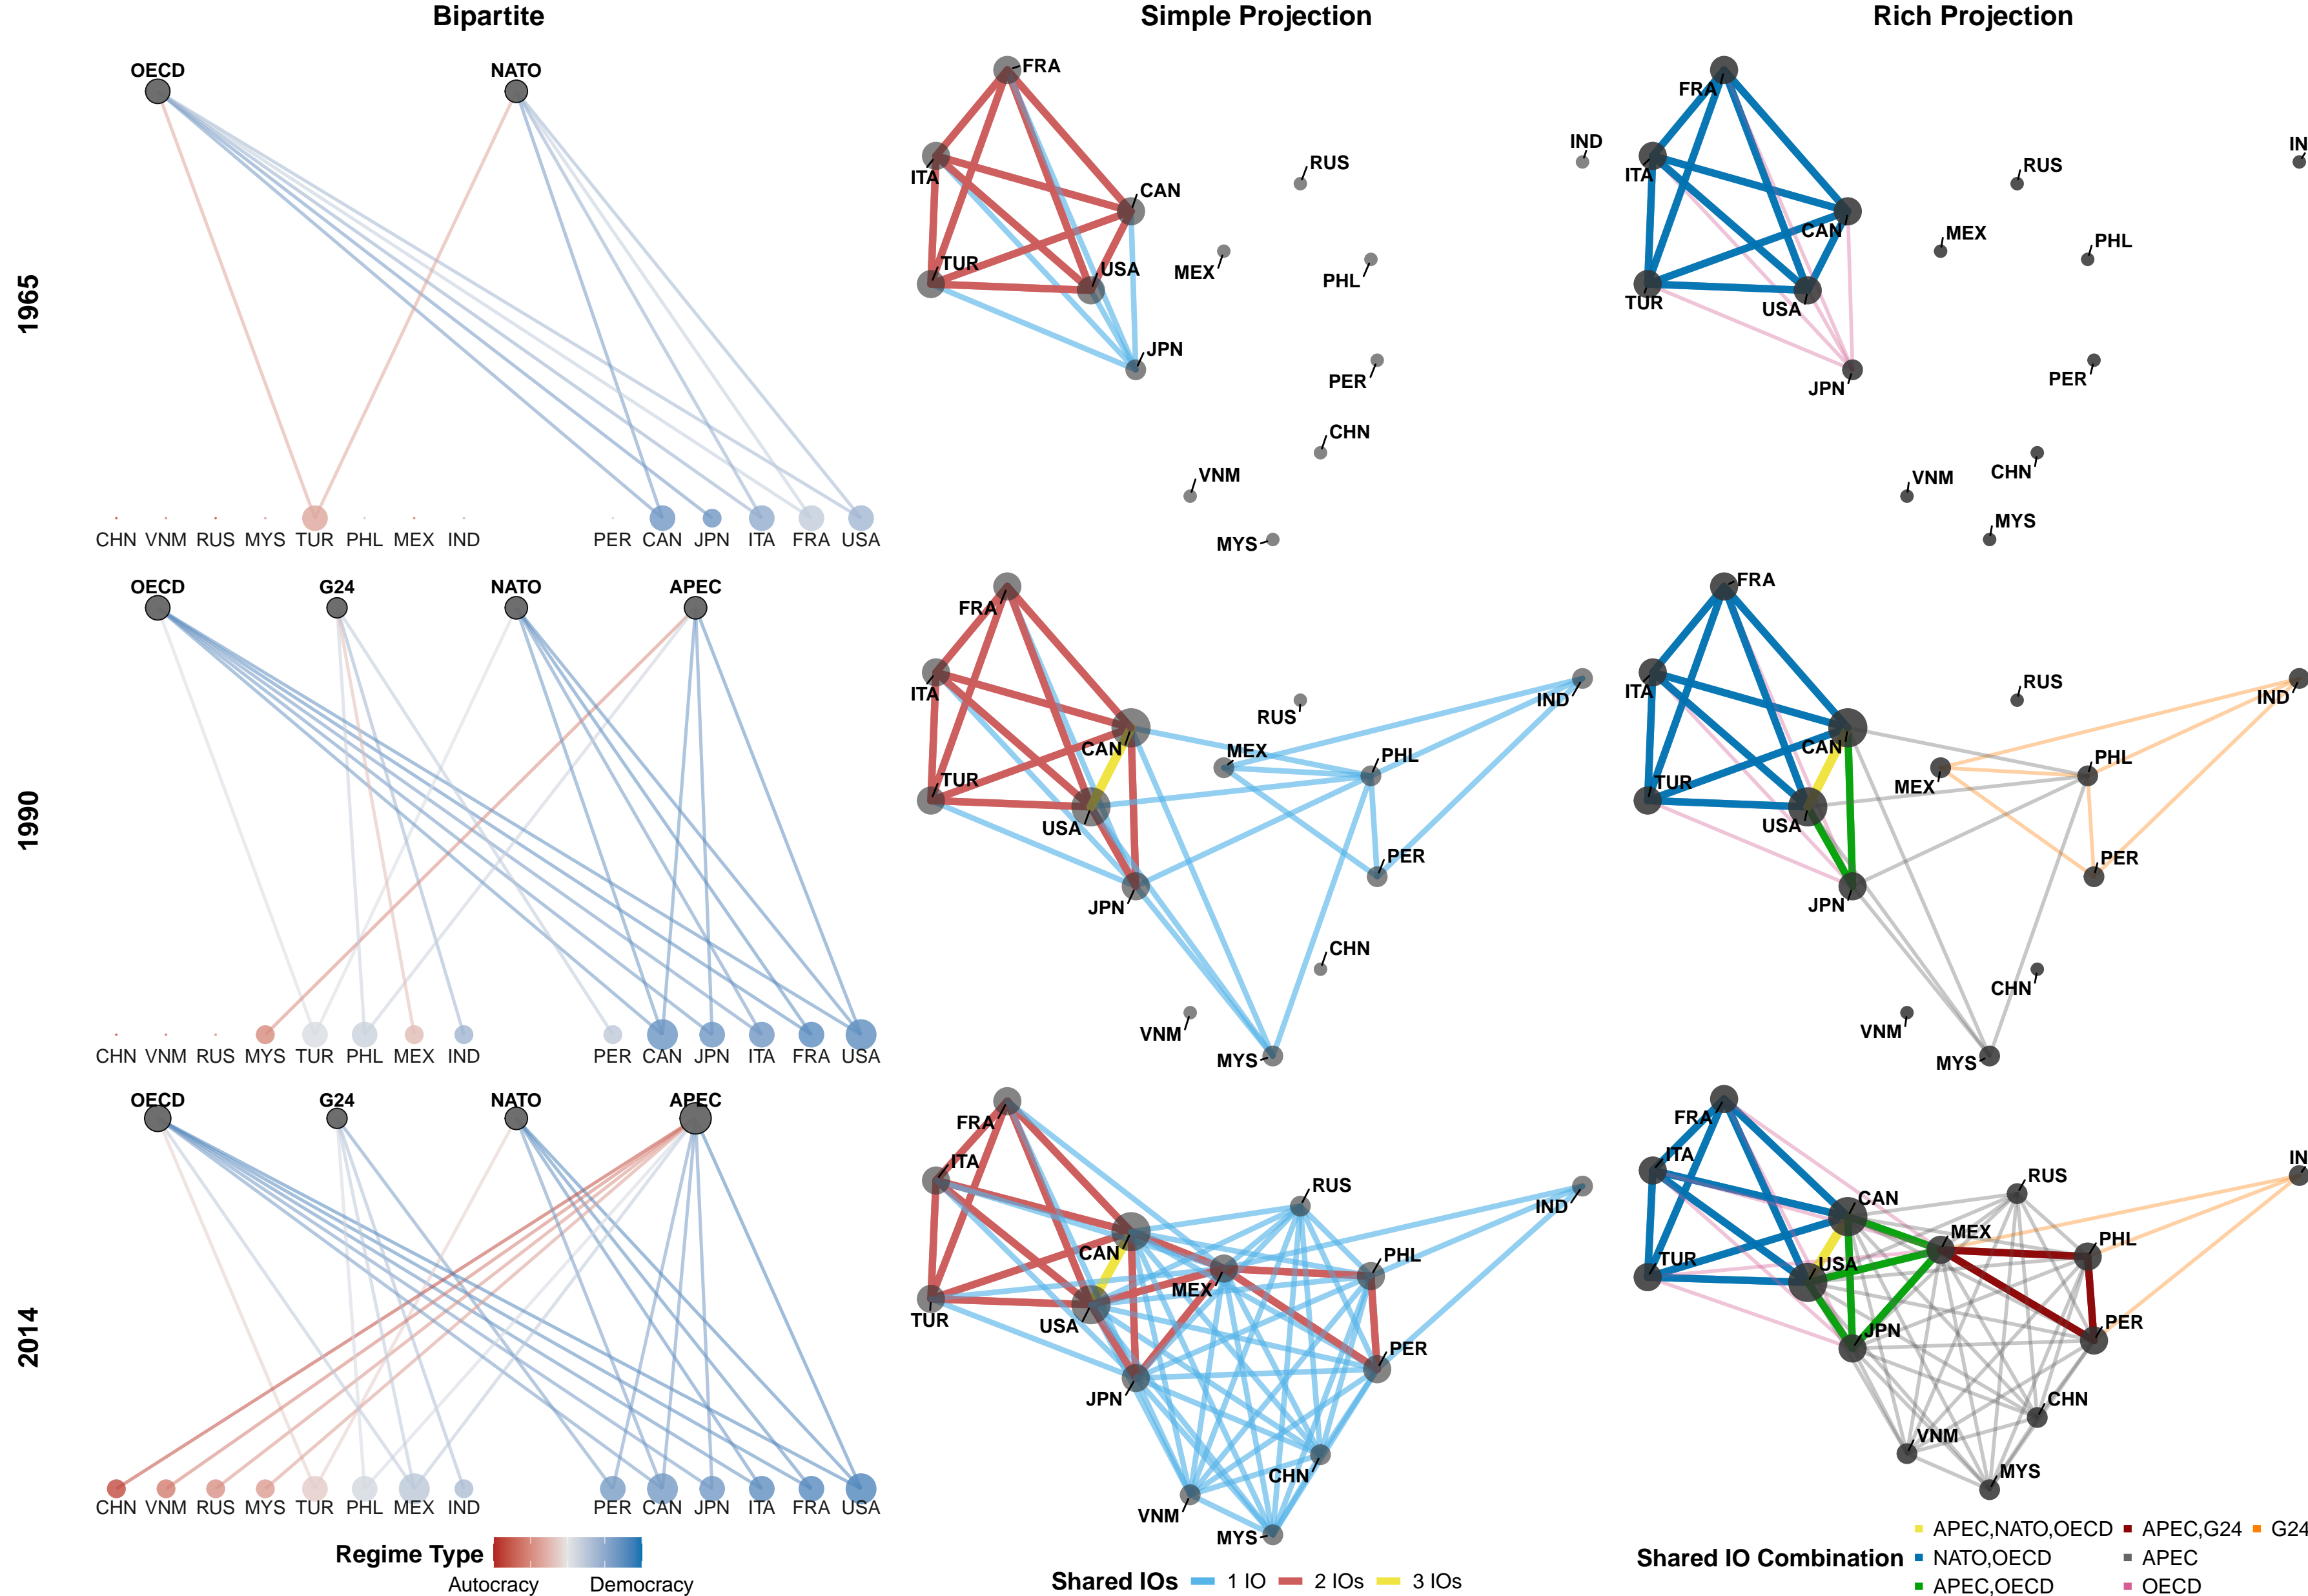 Bipartite
Simple Projection
Rich Projection
1965
OECD
NATO
CHN VNM RUS MYS TUR PHL MEX IND PER CAN JPN ITA FRA USA
FRA
ITA
CAN
TUR
USA
JPN
RUS
MEX
PHL
IND
PER
CHN
VNM
MYS
FRA
ITA
CAN
TUR
USA
JPN
RUS
MEX
PHL
IN
PER
CHN
VNM
MYS
1990
OECD
G24
NATO
APEC
CHN VNM RUS MYS TUR PHL MEX IND PER CAN JPN ITA FRA USA
FRA
ITA
CAN
TUR
USA
JPN
RUS
MEX
PHL
IND
PER
CHN
VNM
MYS
FRA
ITA
CAN
TUR
USA
JPN
RUS
MEX
PHL
IND
PER
CHN
VNM
MYS
2014
OECD
G24
NATO
APEC
CHN VNM RUS MYS TUR PHL MEX IND PER CAN JPN ITA FRA USA
FRA
ITA
CAN
TUR
USA
JPN
RUS
MEX
PHL
IND
PER
CHN
VNM
MYS
FRA
ITA
CAN
TUR
USA
JPN
RUS
MEX
PHL
IN
PER
CHN
VNM
MYS
Regime Type
Autocracy Democracy
Shared IOs 1 IO 2 IOs 3 IOs
Shared IO Combination
APEC,NATO,OECD APEC,G24 G24
NATO,OECD APEC
APEC,OECD OECD